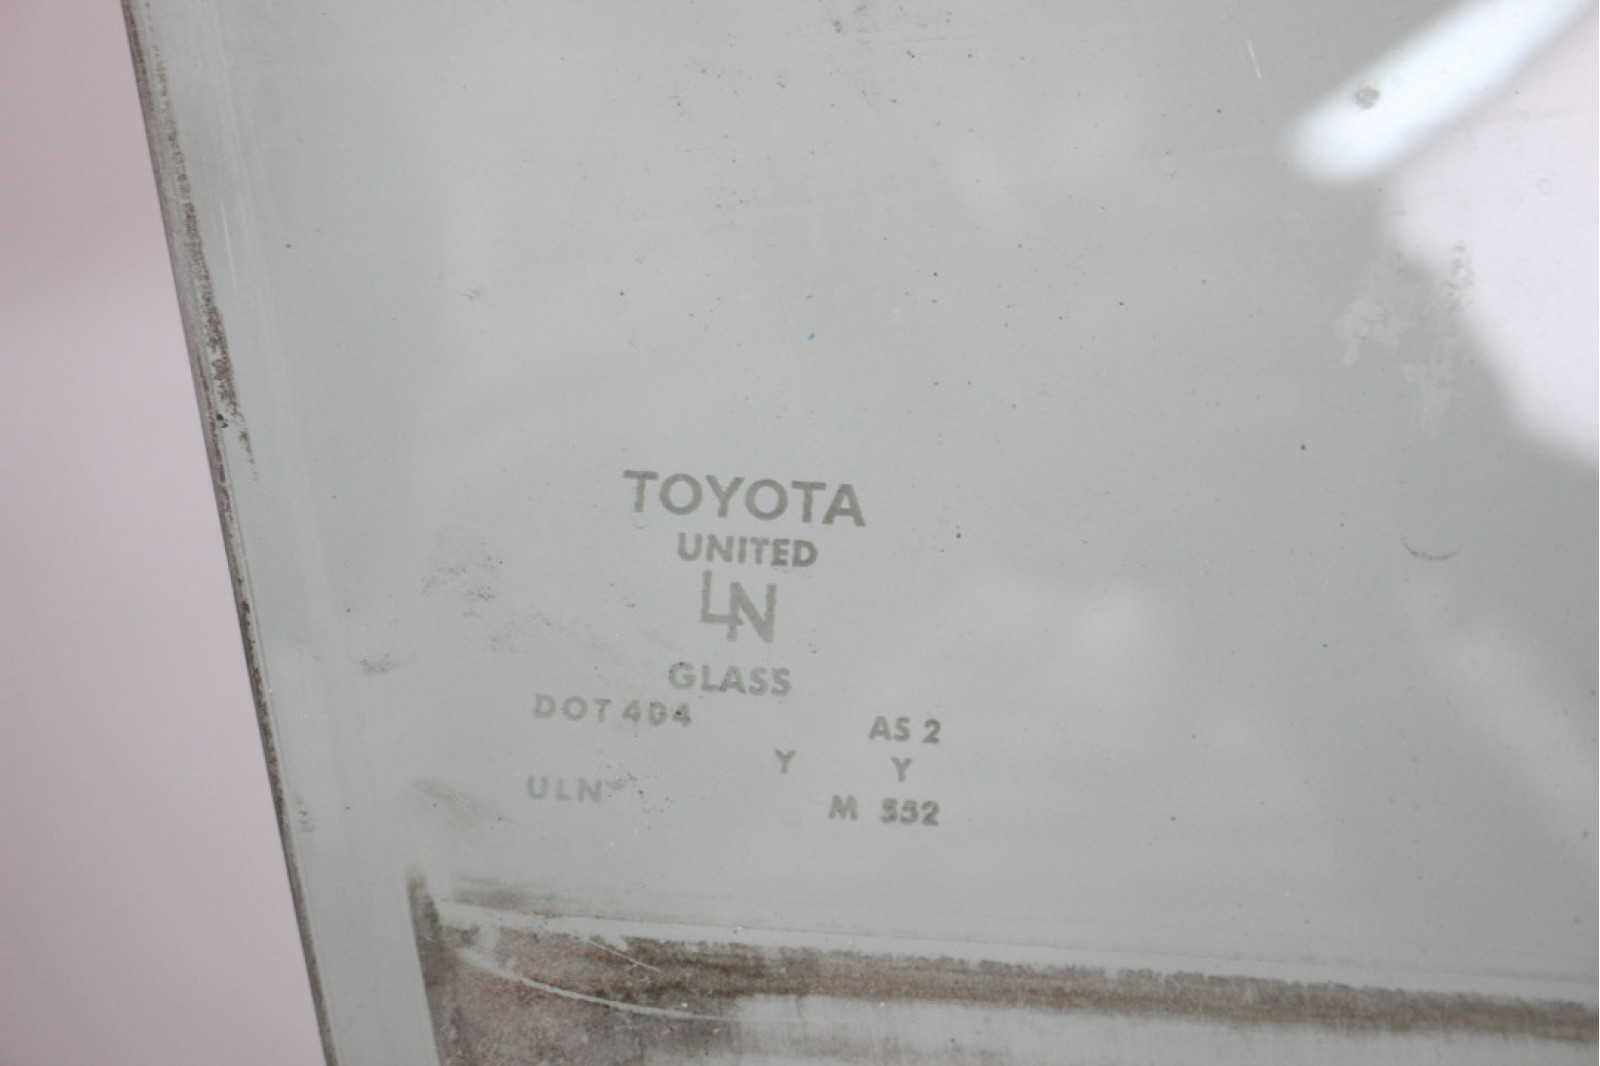 TOYOTA
UNITED
LN
GLASS
DOT 404 AS 2
Y Y
ULN M 552